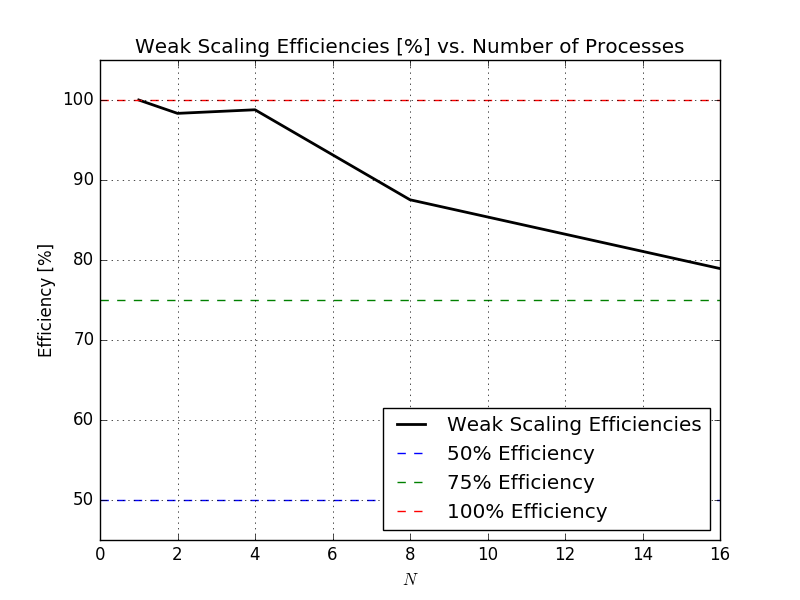 Weak Scaling Efficiencies [%] vs. Number of Processes
100
90
80
70
60
50
Efficiency [%]
Weak Scaling Efficiencies
50% Efficiency
75% Efficiency
100% Efficiency
0 2 4 6 8 10 12 14 16
N